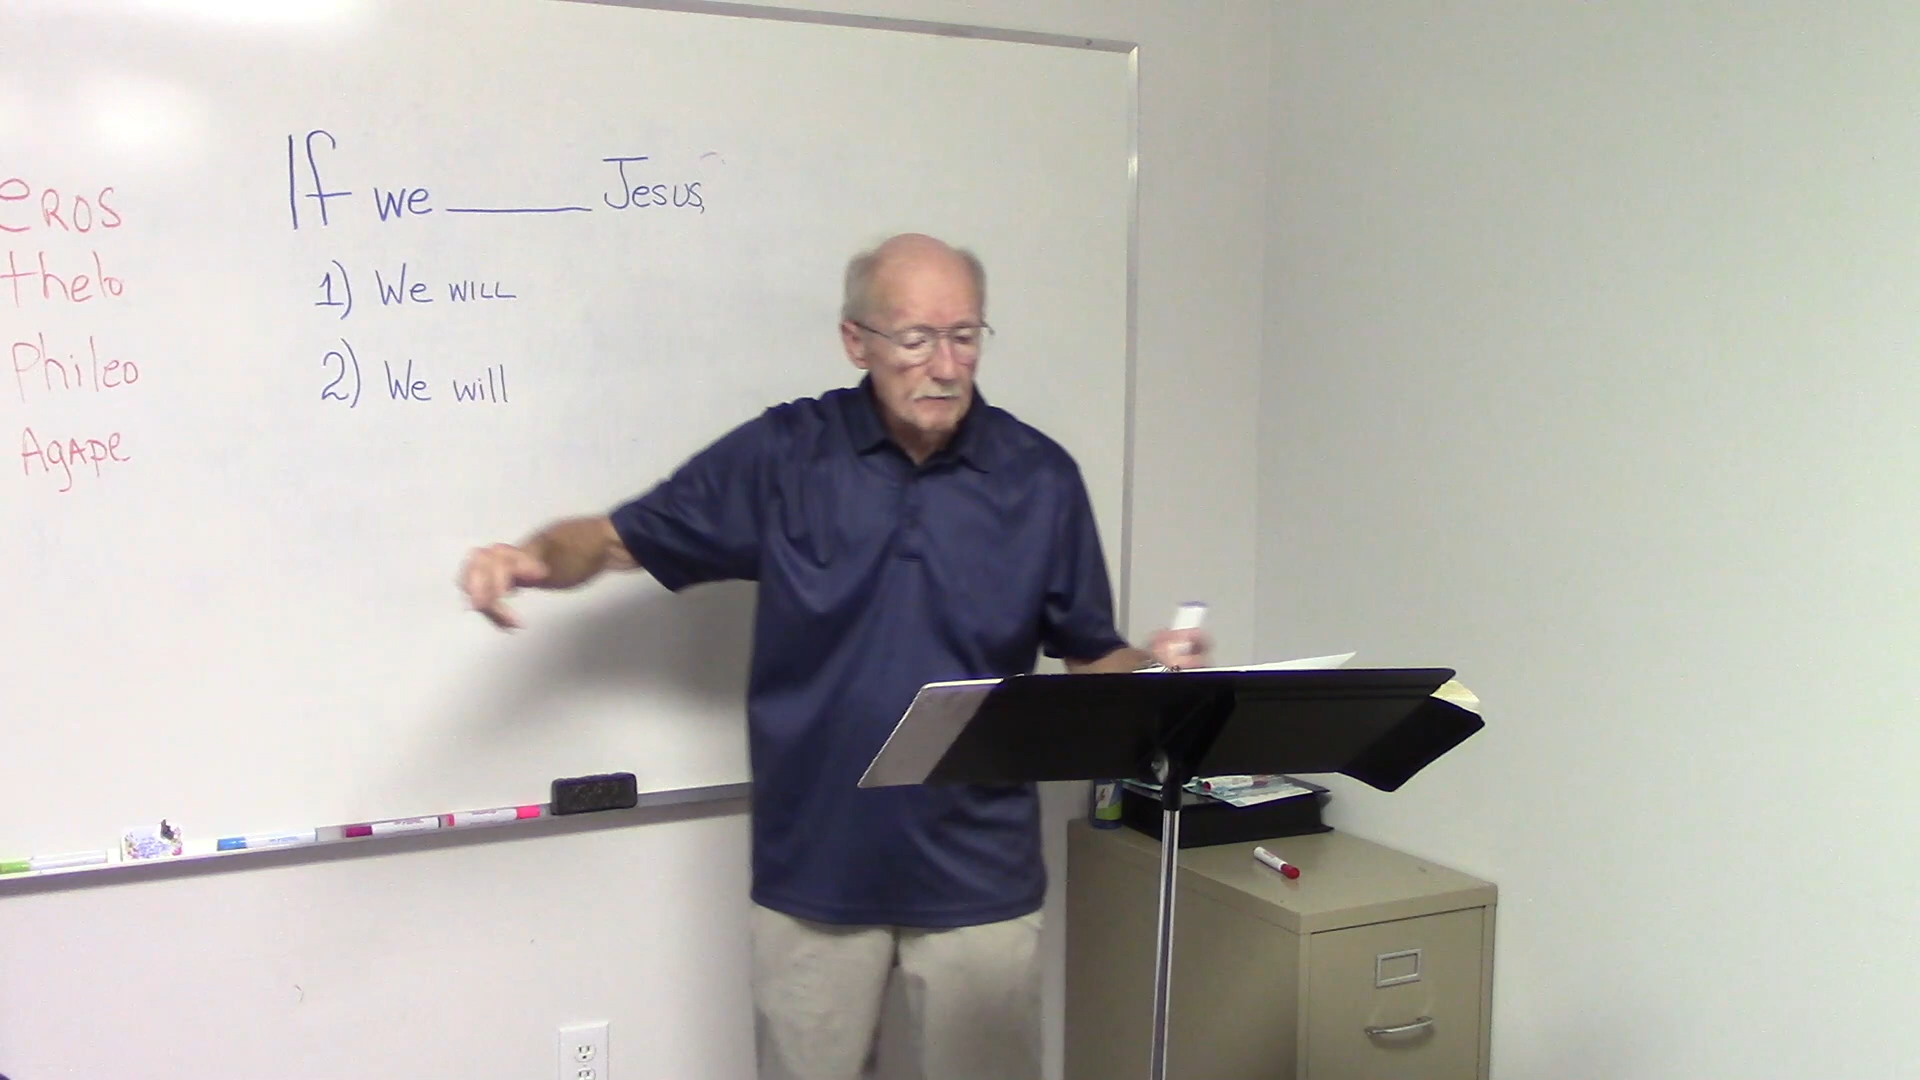 eROS
thelo
Phileo
Agape
If we ____ Jesus,
1) We will
2) We will